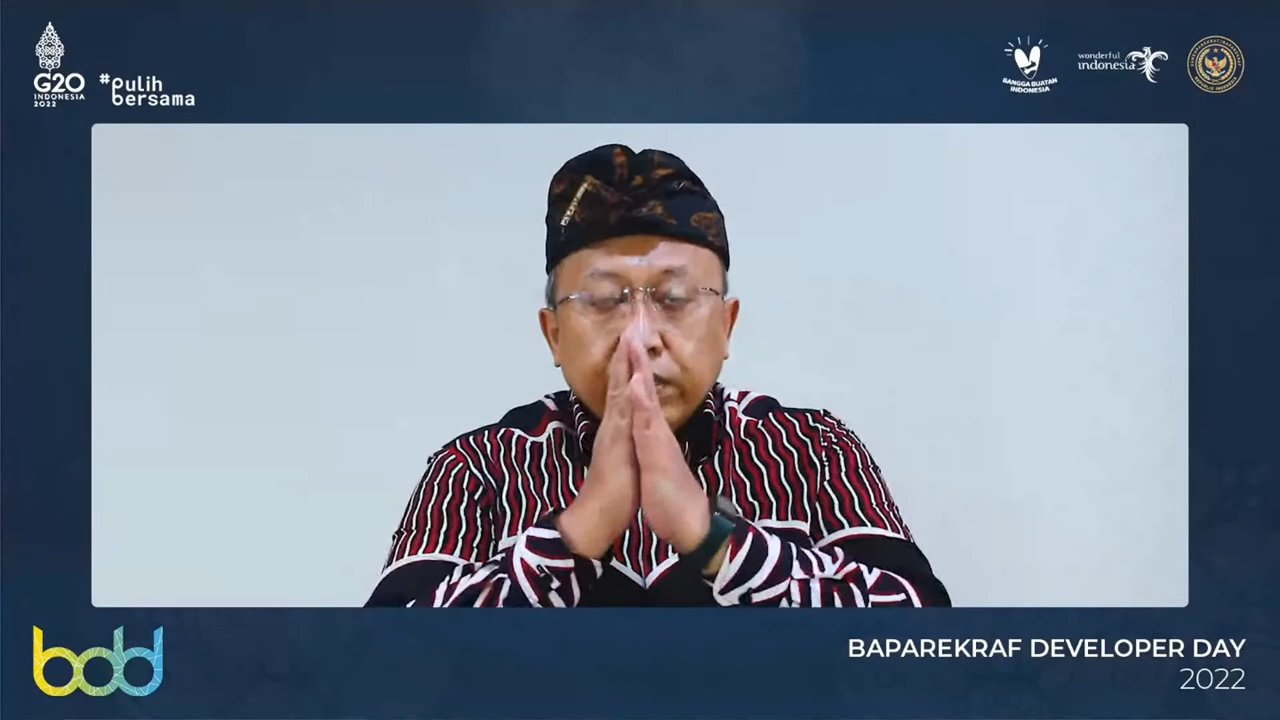 G20
INDONESIA
2022
#pulih
bersama
BANGGA BUATAN
INDONESIA
wonderful
indonesia
bdd
BAPAREKRAF DEVELOPER DAY
2022